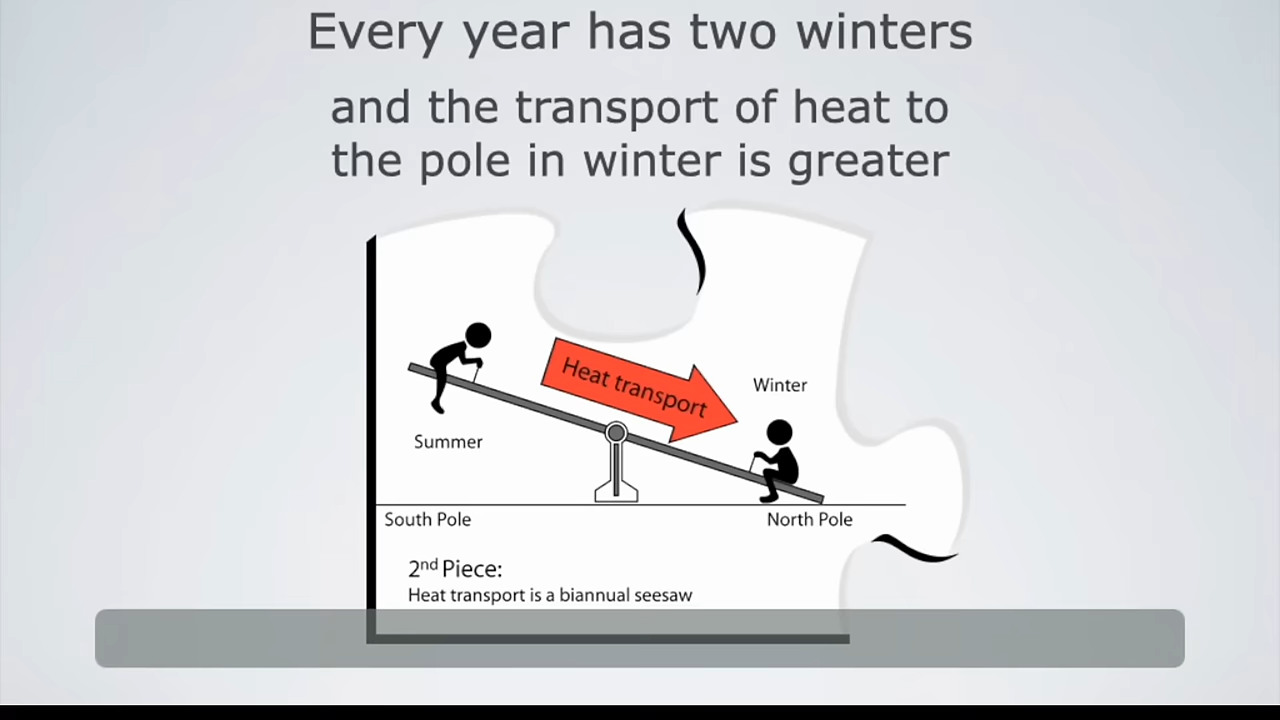 Every year has two winters
and the transport of heat to
the pole in winter is greater
Heat transport
Winter
Summer
South Pole
North Pole
2nd Piece:
Heat transport is a biannual seesaw